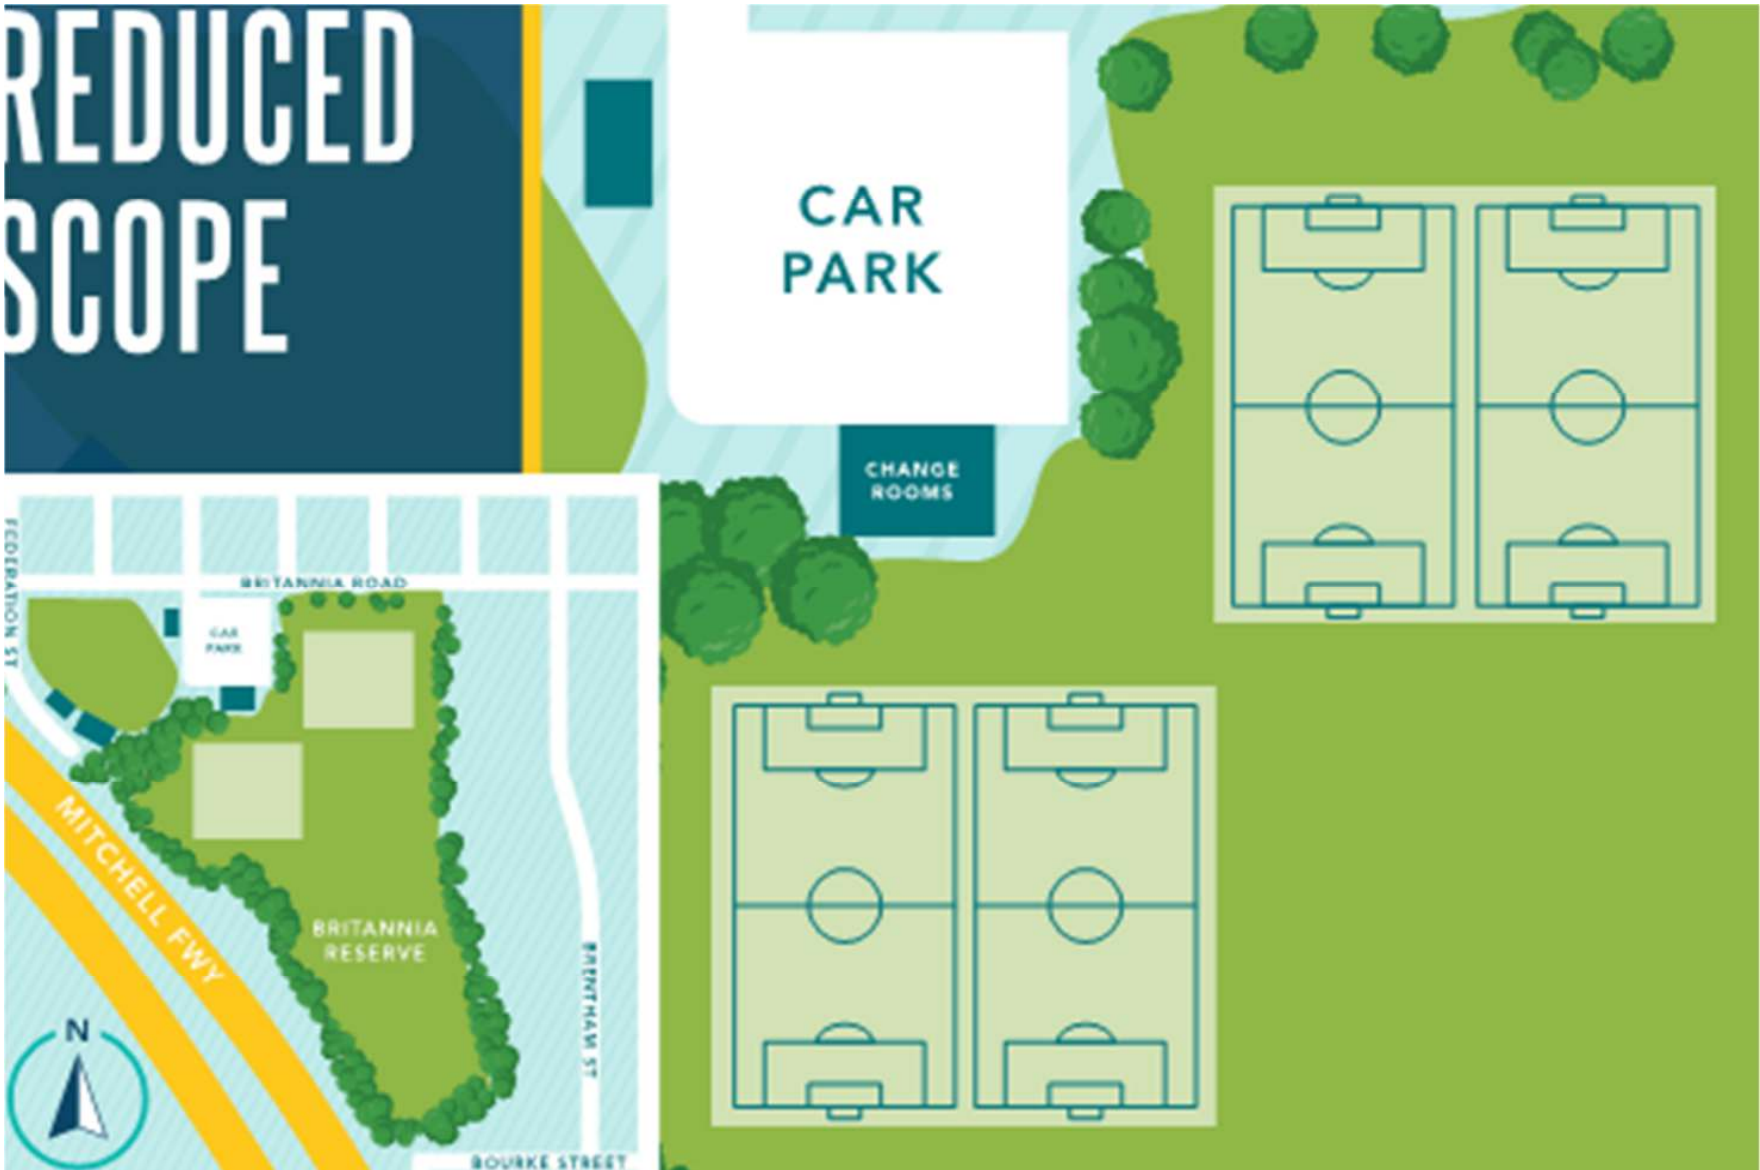 REDUCED
SCOPE
CAR
PARK
CHANGE
ROOMS
FEDERATION ST
BRITANNIA ROAD
CAR
PARK
MITCHELL FWY
BRITANNIA
RESERVE
BRENTHAM ST
N
BOURKE STREET